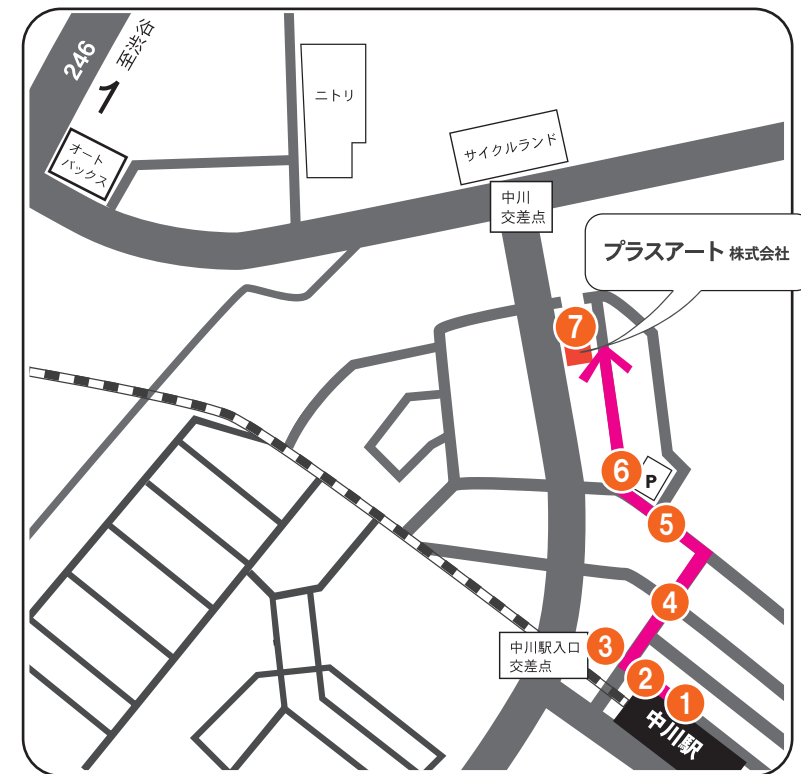 246
至渋谷
1
ニトリ
オート
バックス
サイクルランド
中川
交差点
プラスアート 株式会社
7
6
P
5
4
3
中川駅入口
交差点
2
1
中川駅